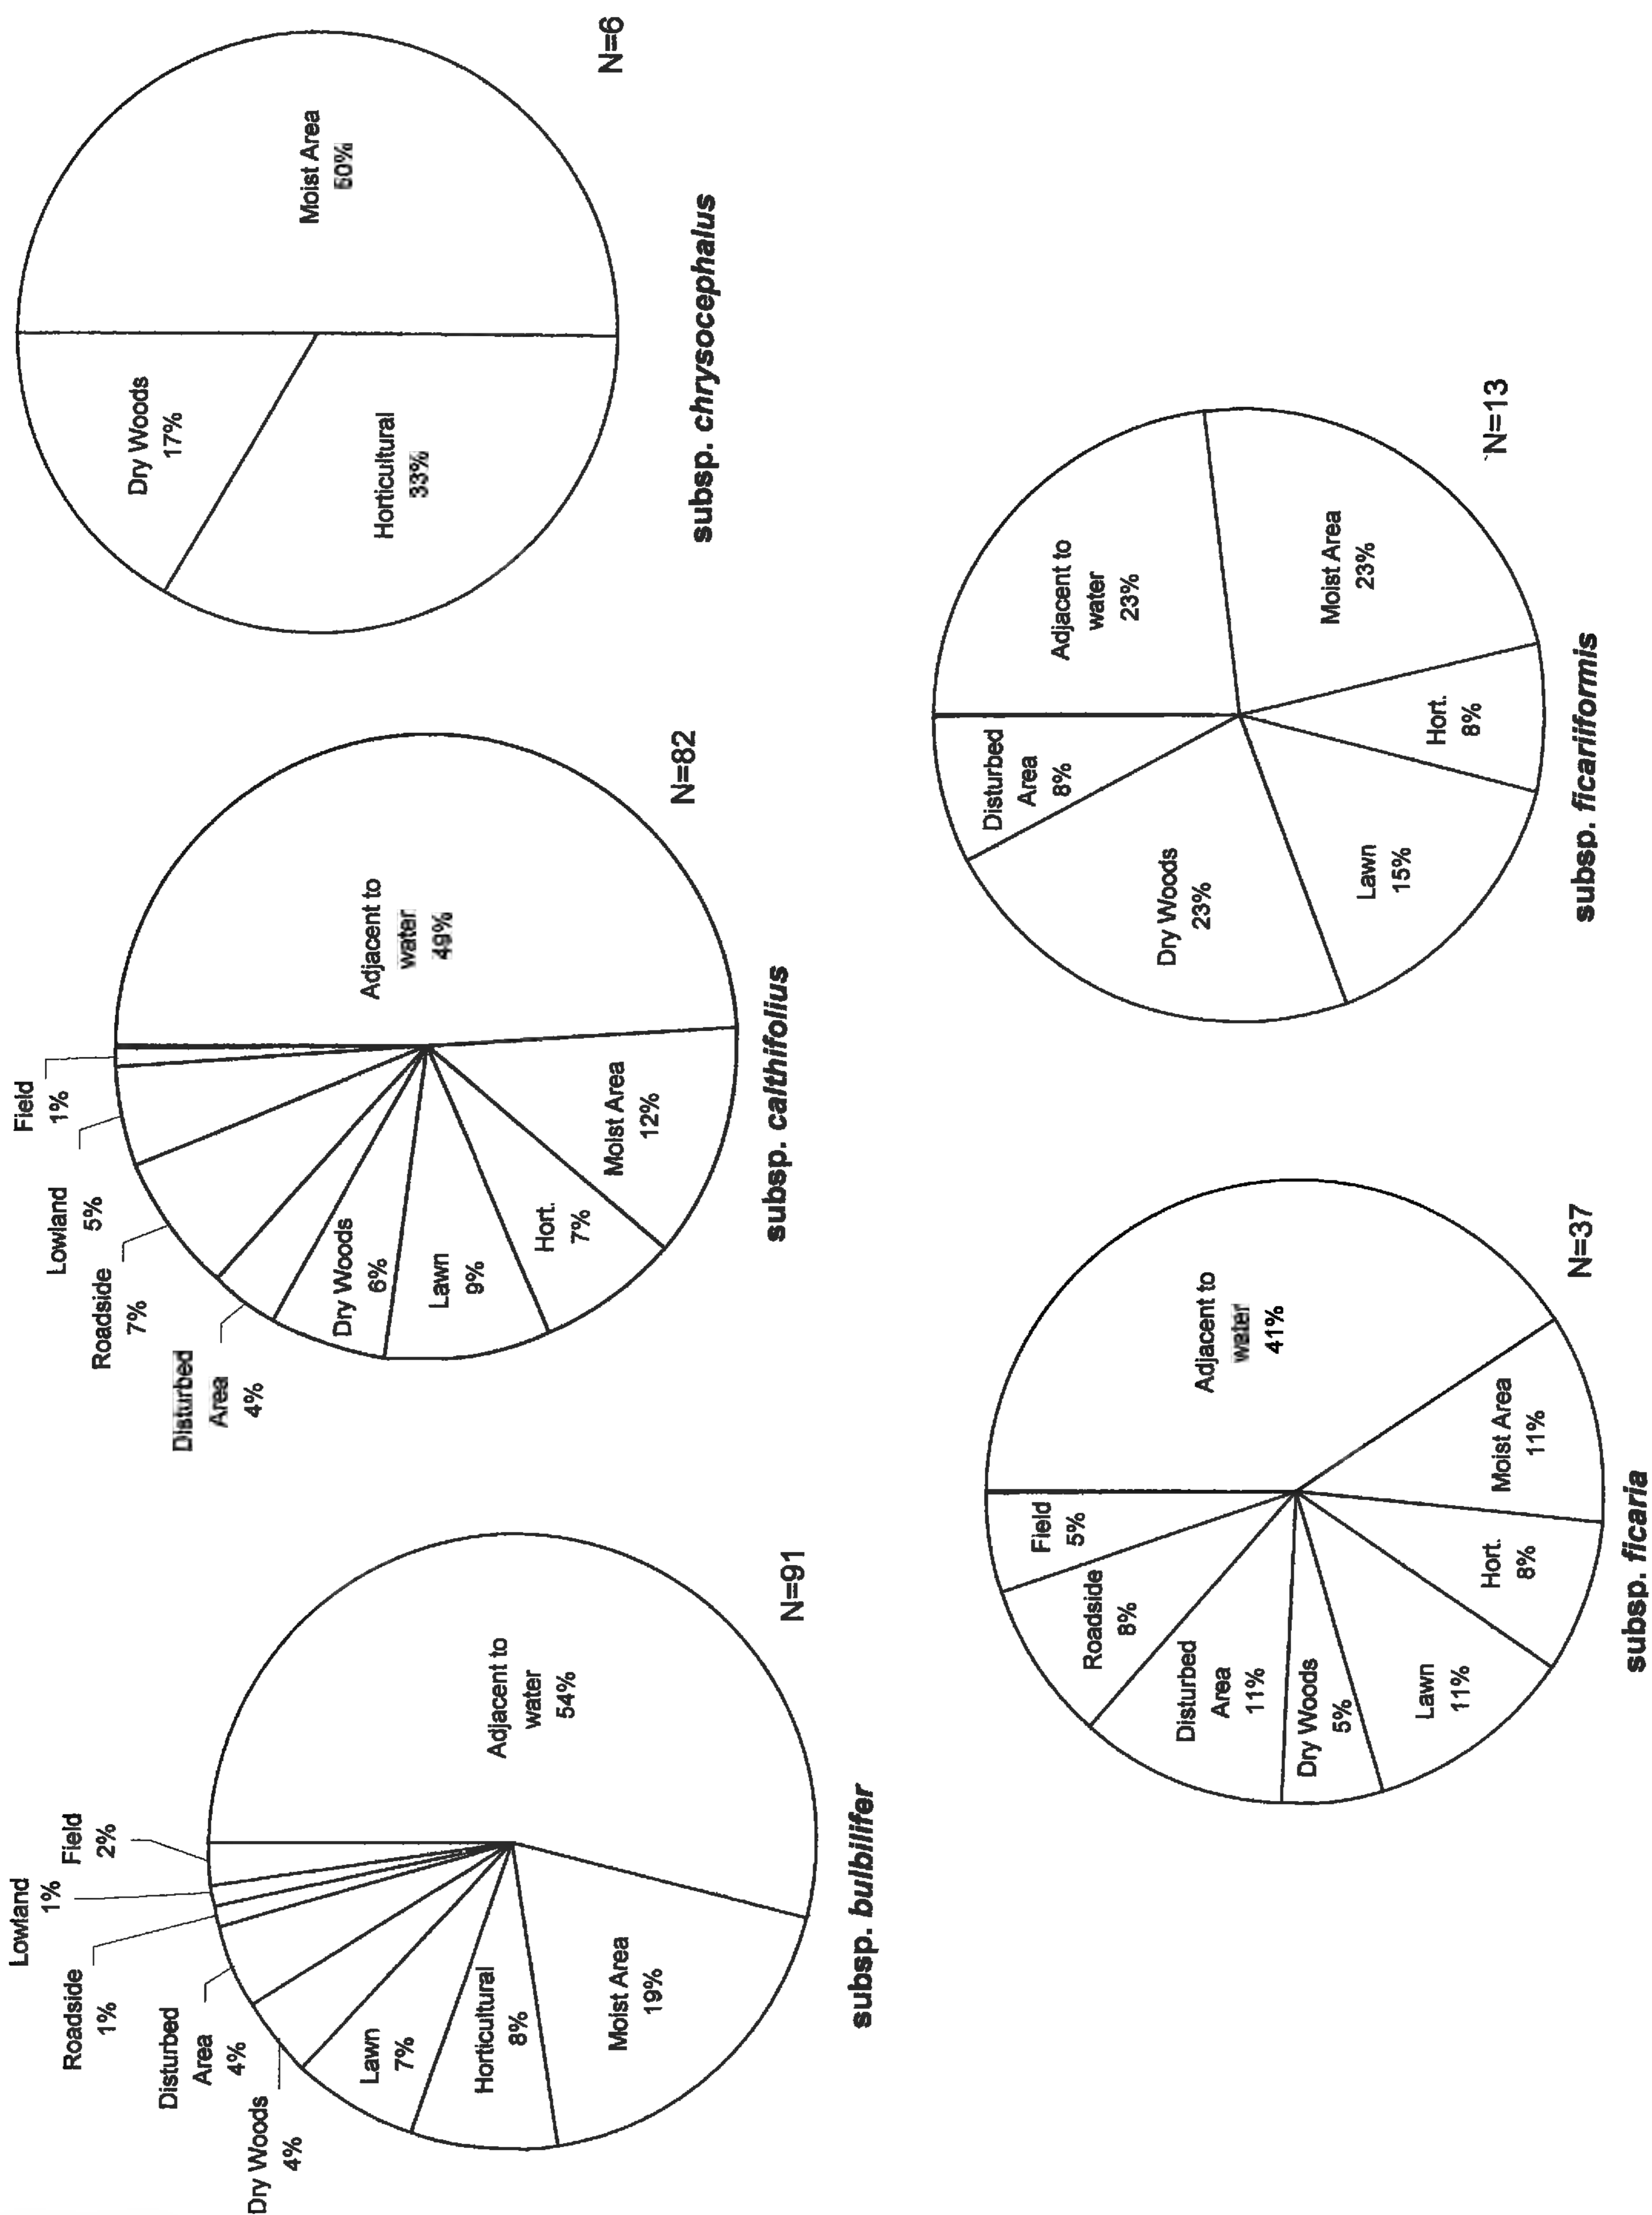 Lowland
1%
Field
2%
Roadside
1%
Disturbed
Area
4%
Dry Woods
4%
Lawn
7%
Horticultural
8%
Moist Area
19%
Adjacent to
water
54%
N=91
subsp. bulbilifer
Field
1%
Lowland
5%
Roadside
7%
Disturbed
Area
4%
Dry Woods
6%
Lawn
9%
Hort.
7%
Moist Area
12%
Adjacent to
water
49%
N=82
subsp. calthifolius
Dry Woods
17%
Horticultural
33%
Moist Area
50%
N=6
subsp. chrysocephalus
Field
5%
Roadside
8%
Disturbed
Area
11%
Dry Woods
5%
Lawn
11%
Hort.
8%
Moist Area
11%
Adjacent to
water
41%
N=37
subsp. ficaria
Disturbed
Area
8%
Dry Woods
23%
Lawn
15%
Hort.
8%
Moist Area
23%
Adjacent to
water
23%
N=13
subsp. ficariiformis